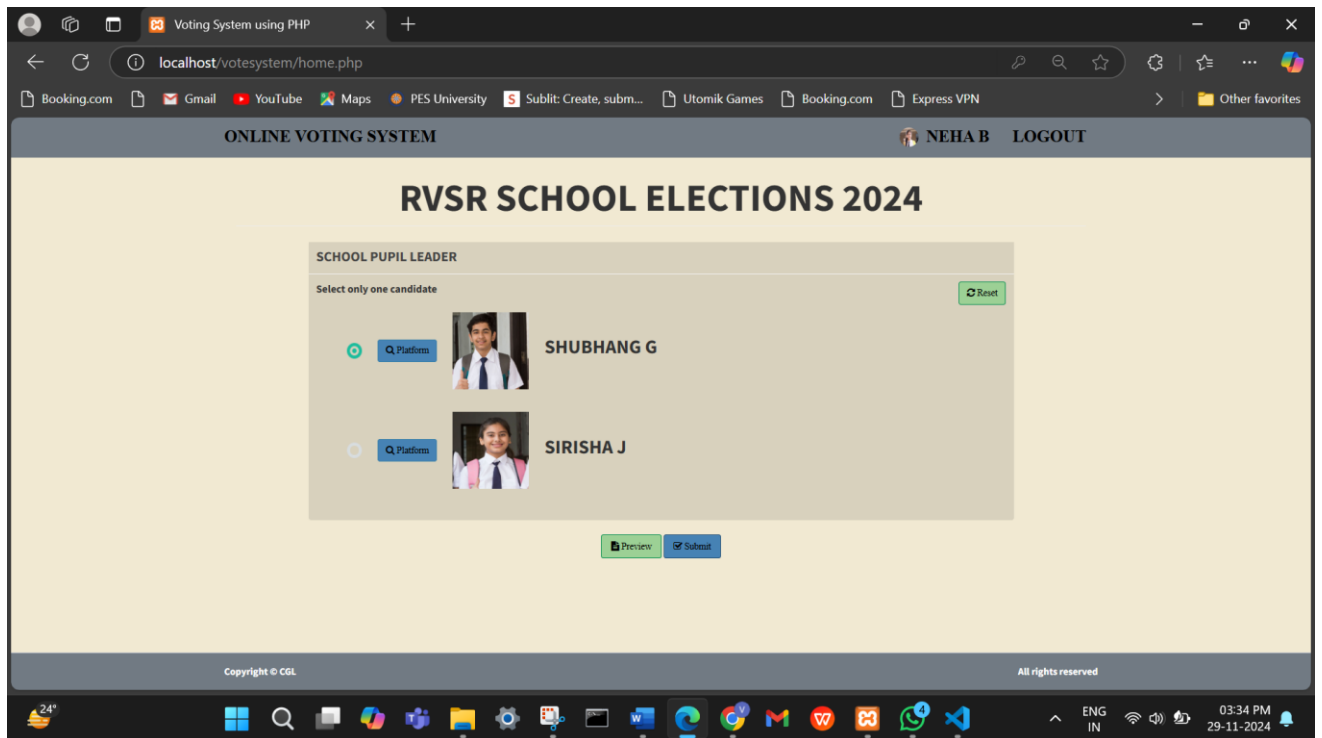 Voting System using PHP
localhost/votesystem/home.php
Booking.com Gmail YouTube Maps PES University S Sublit: Create, subm... Utomik Games Booking.com Express VPN Other favorites
ONLINE VOTING SYSTEM NEHA B LOGOUT
RVSR SCHOOL ELECTIONS 2024
SCHOOL PUPIL LEADER
Select only one candidate Reset
Platform SHUBHANG G
Platform SIRISHA J
Preview Submit
Copyright © CGL All rights reserved
24° 4 V ENG 03:34 PM
IN 29-11-2024